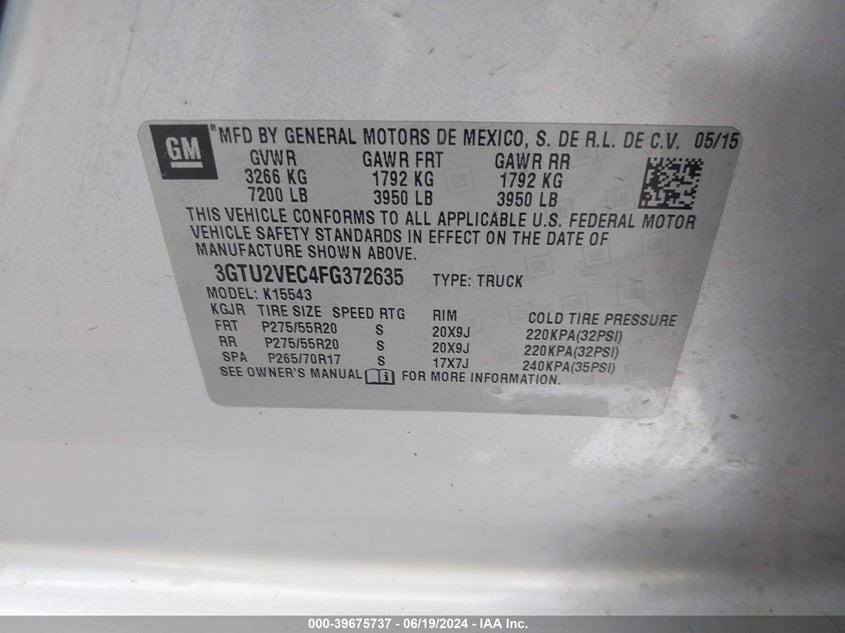 GM ®MFD BY GENERAL MOTORS DE MEXICO, S. DE R.L. DE C.V. 05/15
GVWR GAWR FRT GAWR RR
3266 KG 1792 KG 1792 KG
7200 LB 3950 LB 3950 LB
THIS VEHICLE CONFORMS TO ALL APPLICABLE U.S. FEDERAL MOTOR
VEHICLE SAFETY STANDARDS IN EFFECT ON THE DATE OF
MANUFACTURE SHOWN ABOVE.
3GTU2VEC4FG372635 TYPE: TRUCK
MODEL: K15543
KGJR TIRE SIZE SPEED RTG RIM COLD TIRE PRESSURE
FRT P275/55R20 S 20X9J 220KPA(32PSI)
RR P275/55R20 S 20X9J 220KPA(32PSI)
SPA P265/70R17 S 17X7J 240KPA(35PSI)
SEE OWNER'S MANUAL FOR MORE INFORMATION.
000-39675737 - 06/19/2024 - IAA Inc.